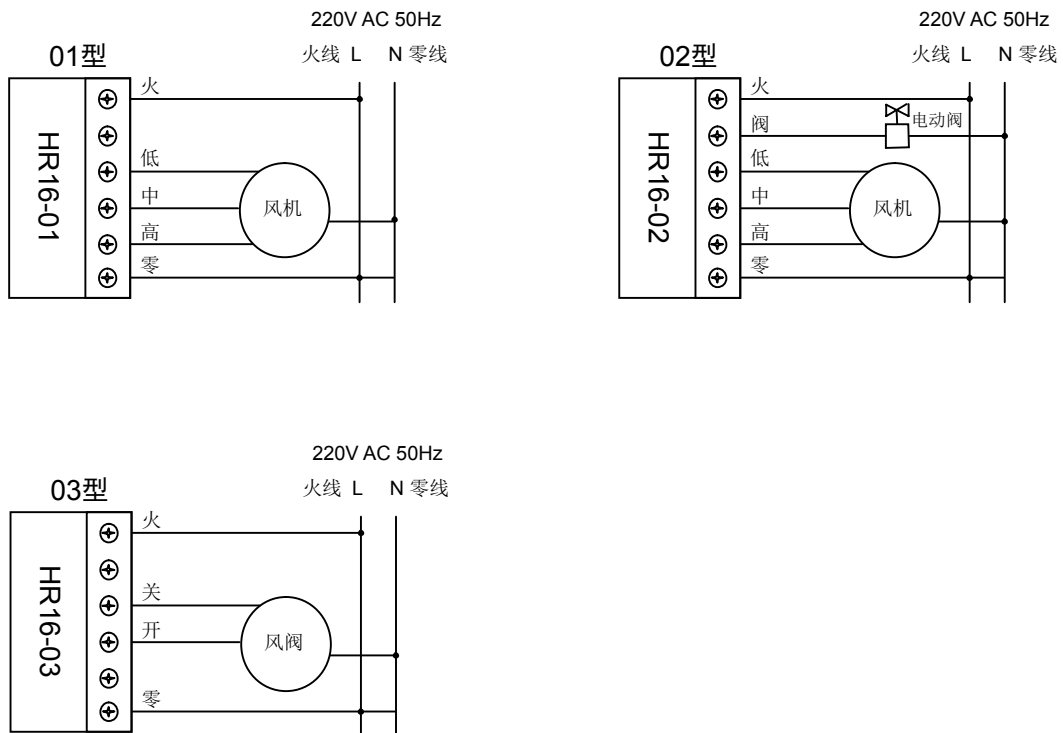 220V AC 50Hz
火线 L N 零线
01型
HR16-01
火
低
中
高
零
风机
220V AC 50Hz
火线 L N 零线
02型
HR16-02
火
阀
低
中
高
零
电动阀
风机
220V AC 50Hz
火线 L N 零线
03型
HR16-03
火
关
开
零
风阀